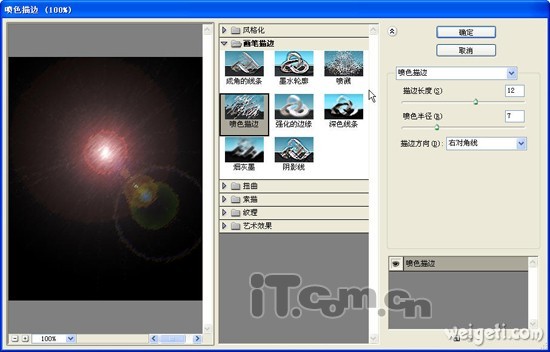 喷色描边 (100%)
风格化
画笔描边
成角的线条
墨水轮廓
喷溅
喷色描边
强化的边缘
深色线条
烟灰墨
阴影线
扭曲
素描
纹理
艺术效果
确定
取消
喷色描边
描边长度(S)
12
喷色半径(R)
7
描边方向(D):
右对角线
喷色描边
100%
iT.com.cn
weigeti.com